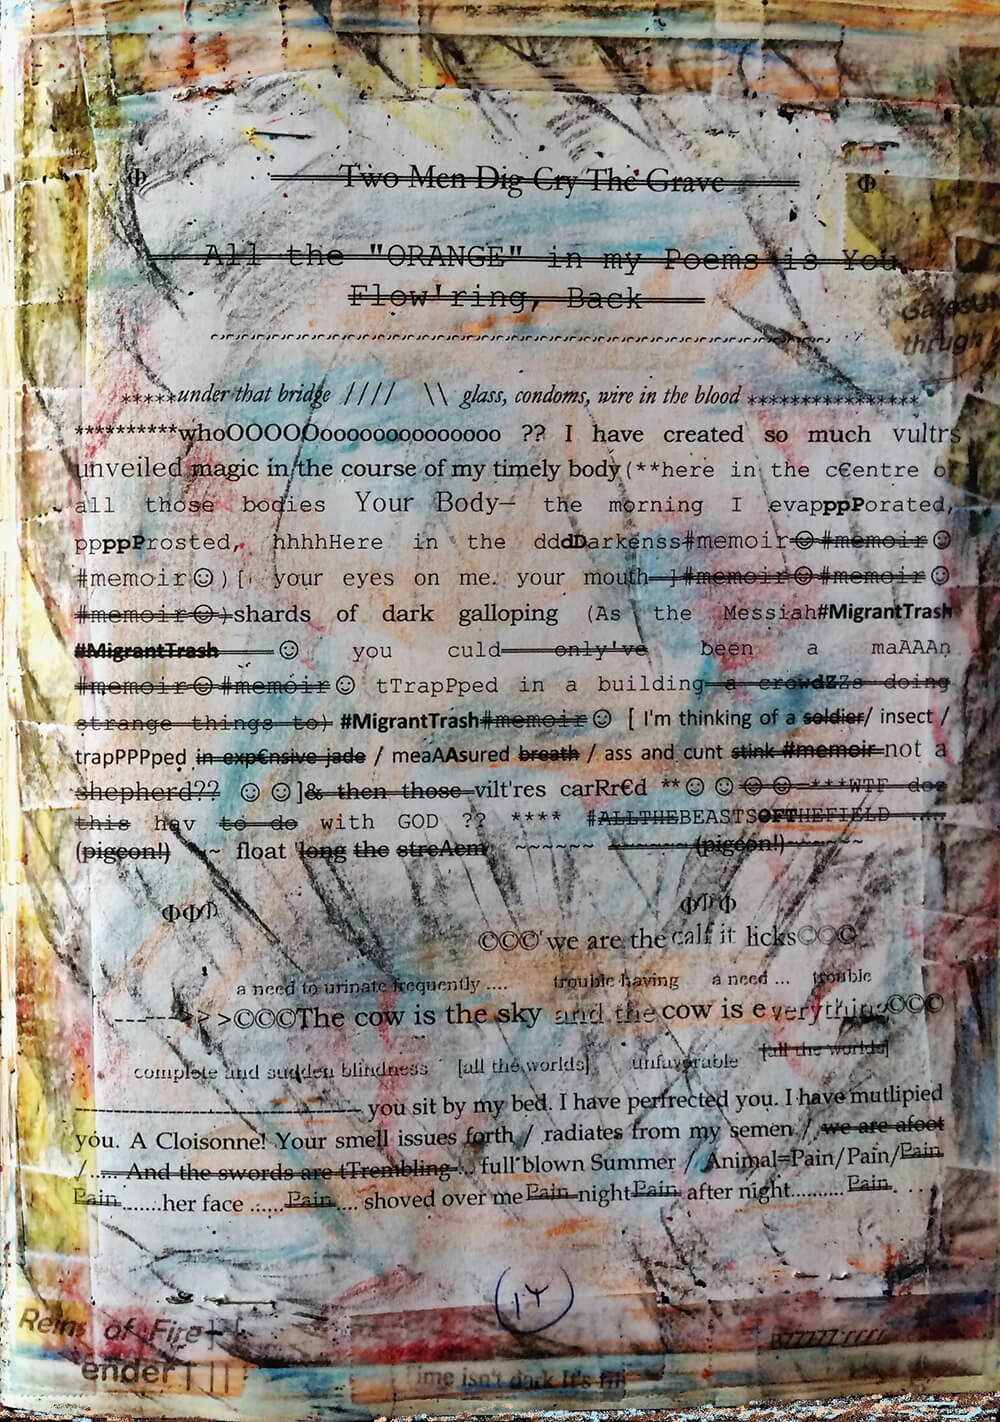 Φ Two Men Dig Cry The Grave Φ
All the "ORANGE" in my Poems is You
Flow'ring, Back
GatesU
thrugh
*****under that bridge //// \\ glass, condoms, wire in the blood ****************
**********whoOOOOOooooooooooooooo ?? I have created so much vultrs
unveiled magic in/the course of my timely body(**here in the c€entre of
all those bodies Your Body— the morning I evapppPorated,
ppppProsted, hhhhHere in the dddDarkenss#memoir☺#memoir☺
#memoir☺)[ your eyes on me. your mouth ]#memoir☺#memoir☺
#memoir☺)shards of dark galloping (As the Messiah#MigrantTrash
#MigrantTrash ☺ you culd only've been a maAAAn
#memoir☺#memoir☺ tTrapPped in a building a crowdZZs doing
strange things to) #MigrantTrash#memoir☺ [ I'm thinking of a soldier/ insect /
trapPPPped in exp€nsive jade / meaAAsured breath / ass and cunt stink #memoir not a
shepherd?? ☺ ☺]& then those vilt'res carRr€d **☺ ☺ ☺ ☺ ***WTF doz
this hav to do with GOD ?? **** #ALLTHEBEASTSOFTHEFIELD ....
(pigeon!) ~~ float 'long the streAem ~~~~~~ ~~~~~~(pigeon!)~~~~~~
ΦΦΦ ΦΦΦ
©©©'we are the calf it licks©©©
a need to urinate frequently .... trouble having a need ... trouble
----->>>©©©The cow is the sky and the cow is everything©©©
complete and sudden blindness [all the worlds] unfavorable [all the worlds]
------------------------------ you sit by my bed. I have perfrected you. I have mutlipied
you. A Cloisonne! Your smell issues forth / radiates from my semen / we are afoot
/.... And the swords are tTrembling ... full blown Summer / Animal=Pain/Pain/Pain
Pain.......her face ......Pain.... shoved over me Pain night Pain after night.......... Pain.
14
Reins of Fire
ender | ||
ime isn't dark It's